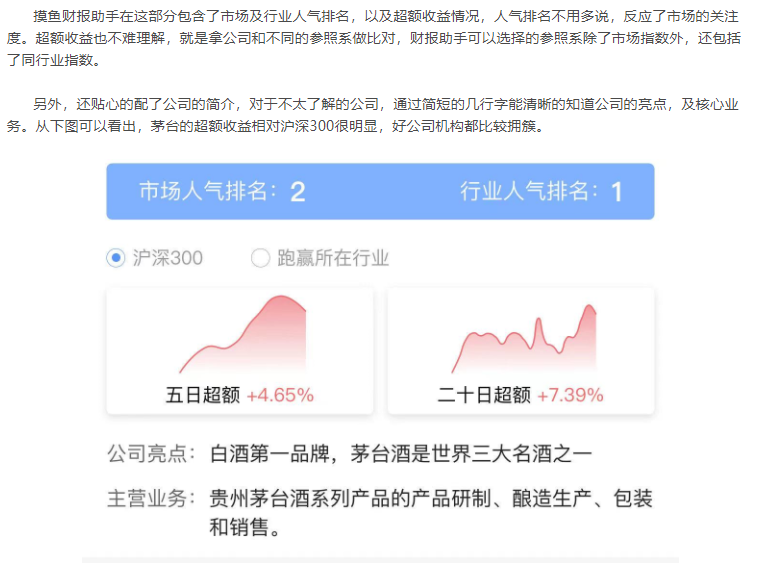 摸鱼财报助手在这部分包含了市场及行业人气排名，以及超额收益情况，人气排名不用多说，反应了市场的关注
度。超额收益也不难理解，就是拿公司和不同的参照系做比对，财报助手可以选择的参照系除了市场指数外，还包括
了同行业指数。
另外，还贴心的配了公司的简介，对于不太了解的公司，通过简短的几行字能清晰的知道公司的亮点，及核心业
务。从下图可以看出，茅台的超额收益相对沪深300很明显，好公司机构都比较拥簇。
市场人气排名：2 行业人气排名：1
沪深300 跑赢所在行业
五日超额 +4.65% 二十日超额 +7.39%
公司亮点：白酒第一品牌，茅台酒是世界三大名酒之一
主营业务：贵州茅台酒系列产品的产品研制、酿造生产、包装
和销售。